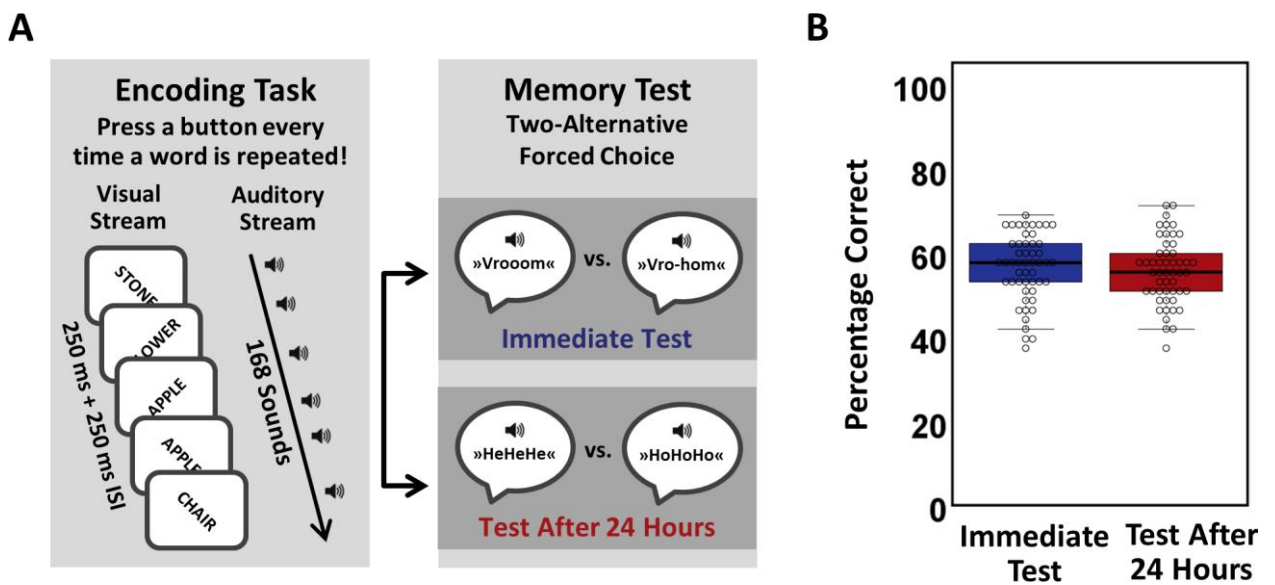 A
Encoding Task
Press a button every
time a word is repeated!
Visual
Stream
Auditory
Stream
STONE
LOWER
APPLE
APPLE
CHAIR
250 ms + 250 ms ISI
168 Sounds
Memory Test
Two-Alternative
Forced Choice
»Vrooom«
vs.
»Vro-hom«
Immediate Test
»HeHeHe«
vs.
»HoHoHo«
Test After 24 Hours
B
Percentage Correct
100
80
60
40
20
0
Immediate
Test
Test After
24 Hours